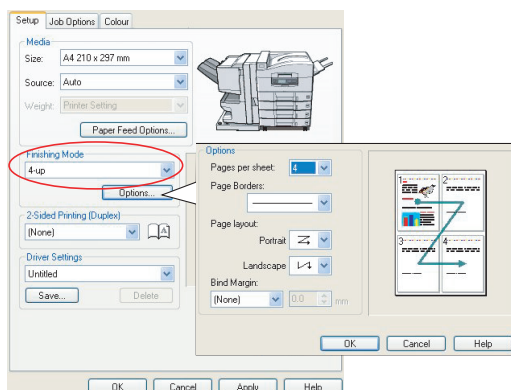 Setup Job Options Colour
Media
Size: A4 210 x 297 mm
Source: Auto
Weight: Printer Setting
Paper Feed Options...
Finishing Mode
4-up
Options...
2-Sided Printing (Duplex)
(None)
A
Driver Settings
Untitled
Save... Delete
OK Cancel Apply Help
Options
Pages per sheet: 4
Page Borders:
Page layout:
Portrait
Landscape
Bind Margin:
(None) 0.0 mm
1 2
3 4
OK Cancel Help